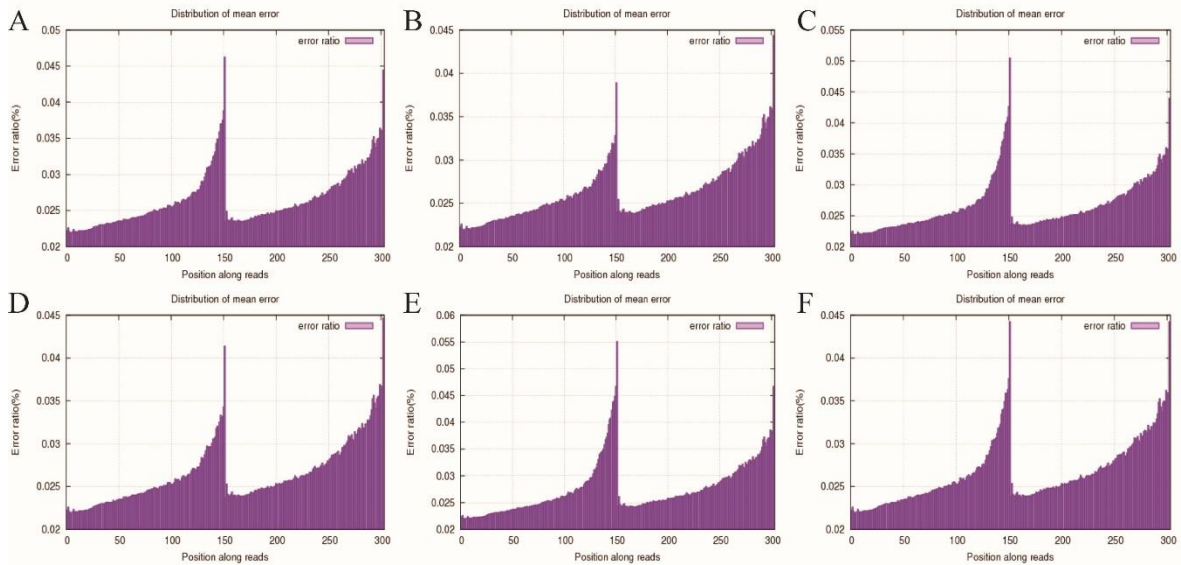 A
Distribution of mean error
error ratio
Error ratio(%)
0.05
0.045
0.04
0.035
0.03
0.025
0.02
0 50 100 150 200 250 300
Position along reads
B
Distribution of mean error
error ratio
Error ratio(%)
0.045
0.04
0.035
0.03
0.025
0.02
0 50 100 150 200 250 300
Position along reads
C
Distribution of mean error
error ratio
Error ratio(%)
0.055
0.05
0.045
0.04
0.035
0.03
0.025
0.02
0 50 100 150 200 250 300
Position along reads
D
Distribution of mean error
error ratio
Error ratio(%)
0.045
0.04
0.035
0.03
0.025
0.02
0 50 100 150 200 250 300
Position along reads
E
Distribution of mean error
error ratio
Error ratio(%)
0.06
0.055
0.05
0.045
0.04
0.035
0.03
0.025
0.02
0 50 100 150 200 250 300
Position along reads
F
Distribution of mean error
error ratio
Error ratio(%)
0.045
0.04
0.035
0.03
0.025
0.02
0 50 100 150 200 250 300
Position along reads